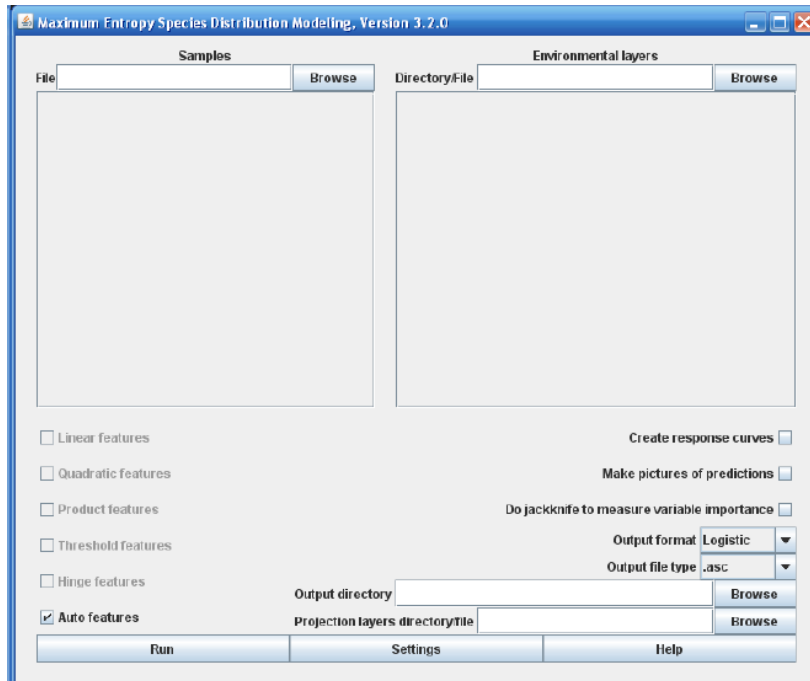 Maximum Entropy Species Distribution Modeling, Version 3.2.0
Samples
Environmental layers
File
Browse
Directory/File
Browse
Linear features
Create response curves
Quadratic features
Make pictures of predictions
Product features
Do jackknife to measure variable importance
Threshold features
Output format Logistic
Output file type .asc
Hinge features
Output directory
Browse
Auto features
Projection layers directory/file
Browse
Run
Settings
Help